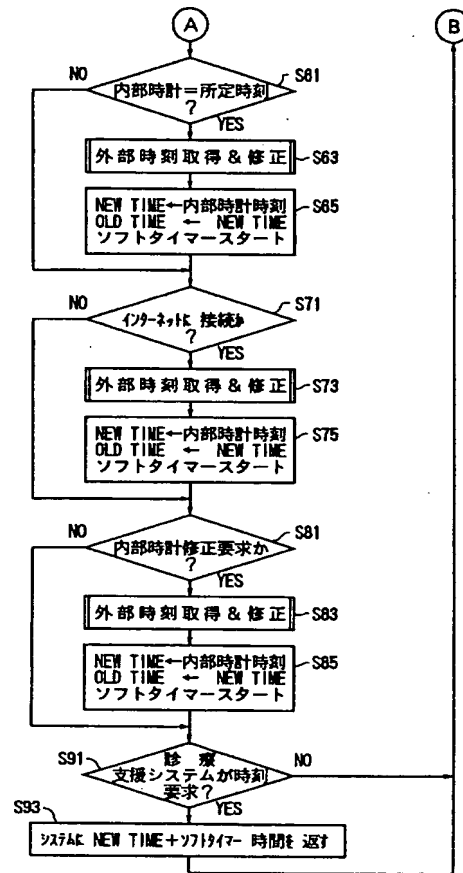 A
B
NO
S61
内部時計=所定時刻
?
YES
外部時刻取得&修正
S63
NEW TIME←内部時計時刻
OLD TIME ← NEW TIME
ソフトタイマースタート
S65
NO
S71
インターネットに 接続か
?
YES
外部時刻取得&修正
S73
NEW TIME←内部時計時刻
OLD TIME ← NEW TIME
ソフトタイマースタート
S75
NO
S81
内部時計修正要求か
?
YES
外部時刻取得&修正
S83
NEW TIME←内部時計時刻
OLD TIME ← NEW TIME
ソフトタイマースタート
S85
S91
診 療
支援システムが時刻
要求?
NO
YES
S93
システムに NEW TIME+ソフトタイマー 時間を 返す